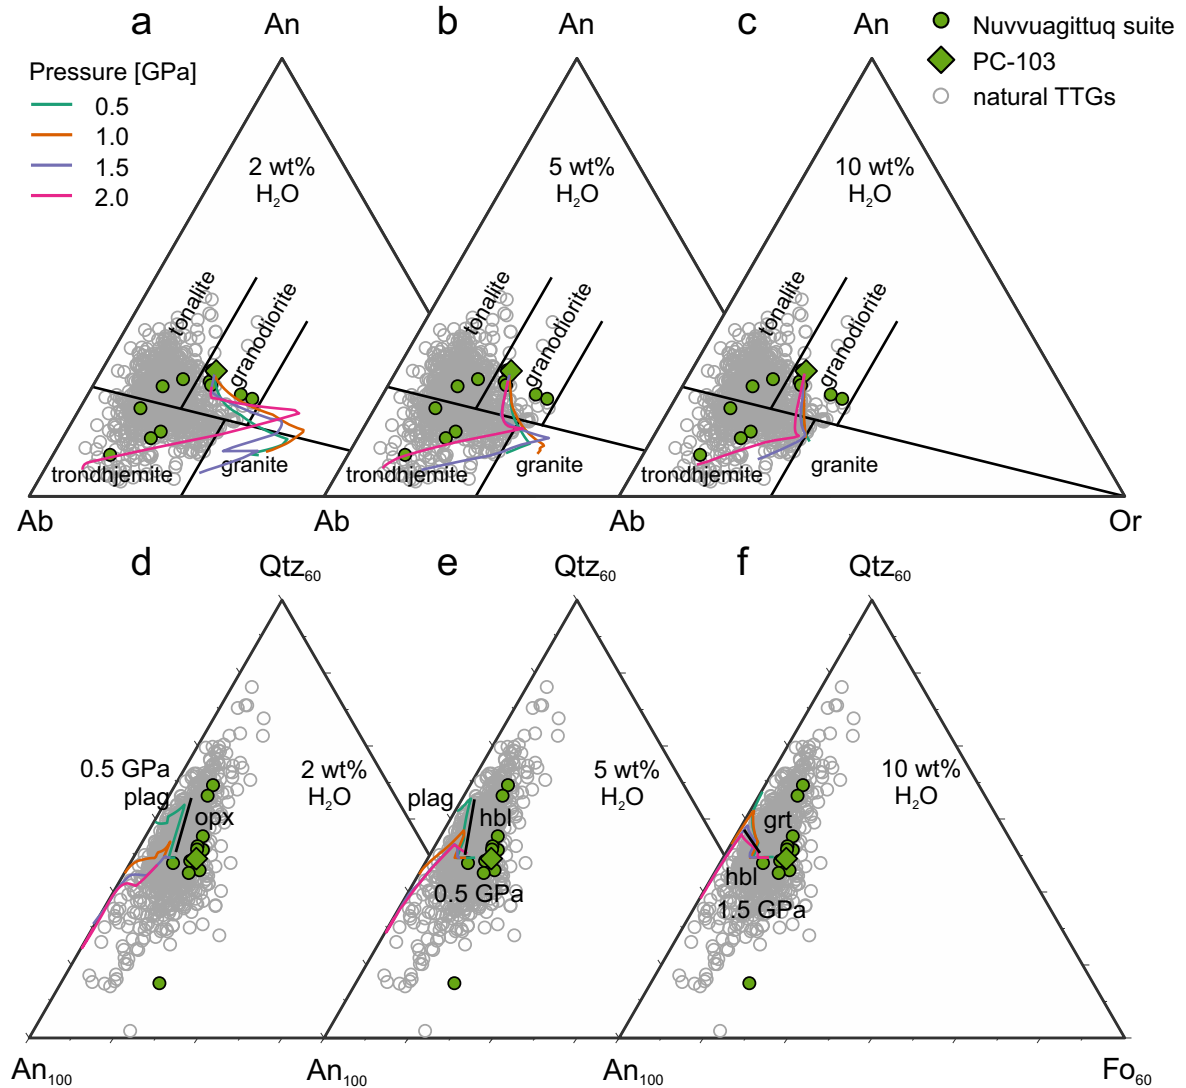 a
An
b
An
c
An
Nuvvuagittuq suite
PC-103
natural TTGs
Pressure [GPa]
0.5
1.0
1.5
2.0
2 wt%
H₂O
5 wt%
H₂O
10 wt%
H₂O
tonalite
granodiorite
trondhjemite
granite
tonalite
granodiorite
trondhjemite
granite
tonalite
granodiorite
trondhjemite
granite
Ab
Ab
Ab
Or
d
Qtz₆₀
e
Qtz₆₀
f
Qtz₆₀
0.5 GPa
plag
opx
2 wt%
H₂O
plag
hbl
0.5 GPa
5 wt%
H₂O
grt
hbl
1.5 GPa
10 wt%
H₂O
An₁₀₀
An₁₀₀
An₁₀₀
Fo₆₀